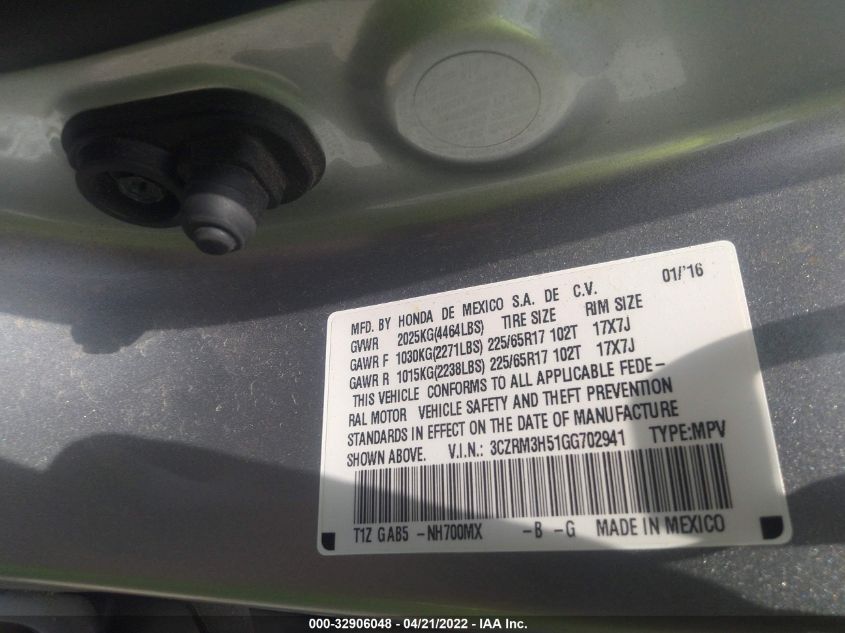 MFD. BY HONDA DE MEXICO S.A. DE C.V. 01/'16
GVWR 2025KG(4464LBS) TIRE SIZE RIM SIZE
GAWR F 1030KG(2271LBS) 225/65R17 102T 17X7J
GAWR R 1015KG(2238LBS) 225/65R17 102T 17X7J
THIS VEHICLE CONFORMS TO ALL APPLICABLE FEDE-
RAL MOTOR VEHICLE SAFETY AND THEFT PREVENTION
STANDARDS IN EFFECT ON THE DATE OF MANUFACTURE
SHOWN ABOVE. V.I.N.: 3CZRM3H51GG702941 TYPE:MPV
T1Z GAB5 -NH700MX -B -G MADE IN MEXICO
000-32906048 - 04/21/2022 - IAA Inc.